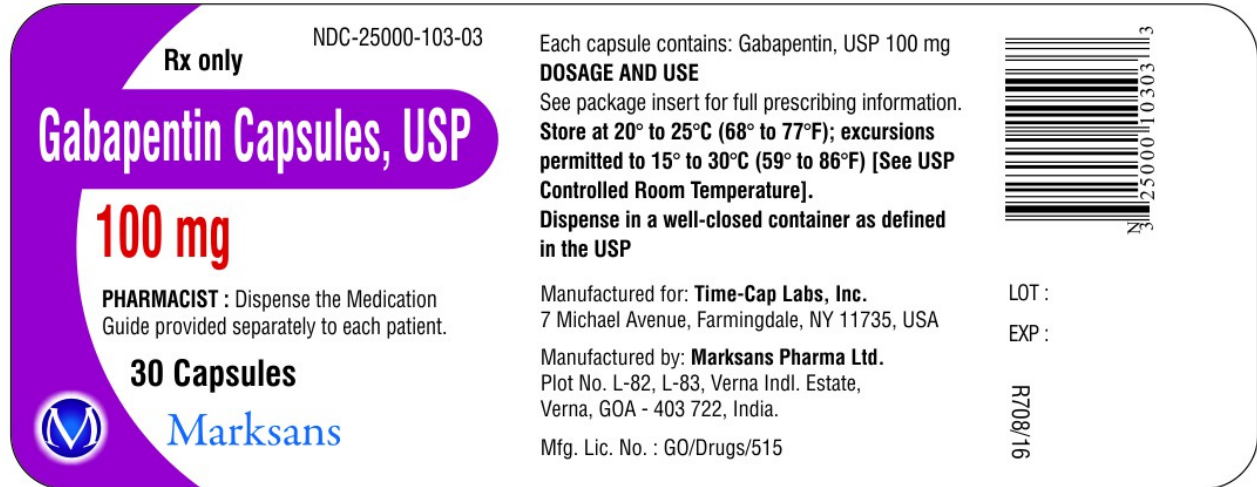 NDC-25000-103-03
Rx only
Gabapentin Capsules, USP
100 mg
PHARMACIST : Dispense the Medication
Guide provided separately to each patient.
30 Capsules
M
Marksans
Each capsule contains: Gabapentin, USP 100 mg
DOSAGE AND USE
See package insert for full prescribing information.
Store at 20° to 25°C (68° to 77°F); excursions
permitted to 15° to 30°C (59° to 86°F) [See USP
Controlled Room Temperature].
Dispense in a well-closed container as defined
in the USP
Manufactured for: Time-Cap Labs, Inc.
7 Michael Avenue, Farmingdale, NY 11735, USA
Manufactured by: Marksans Pharma Ltd.
Plot No. L-82, L-83, Verna Indl. Estate,
Verna, GOA - 403 722, India.
Mfg. Lic. No. : GO/Drugs/515
N
3 25000 10303 3
LOT :
EXP :
R708/16